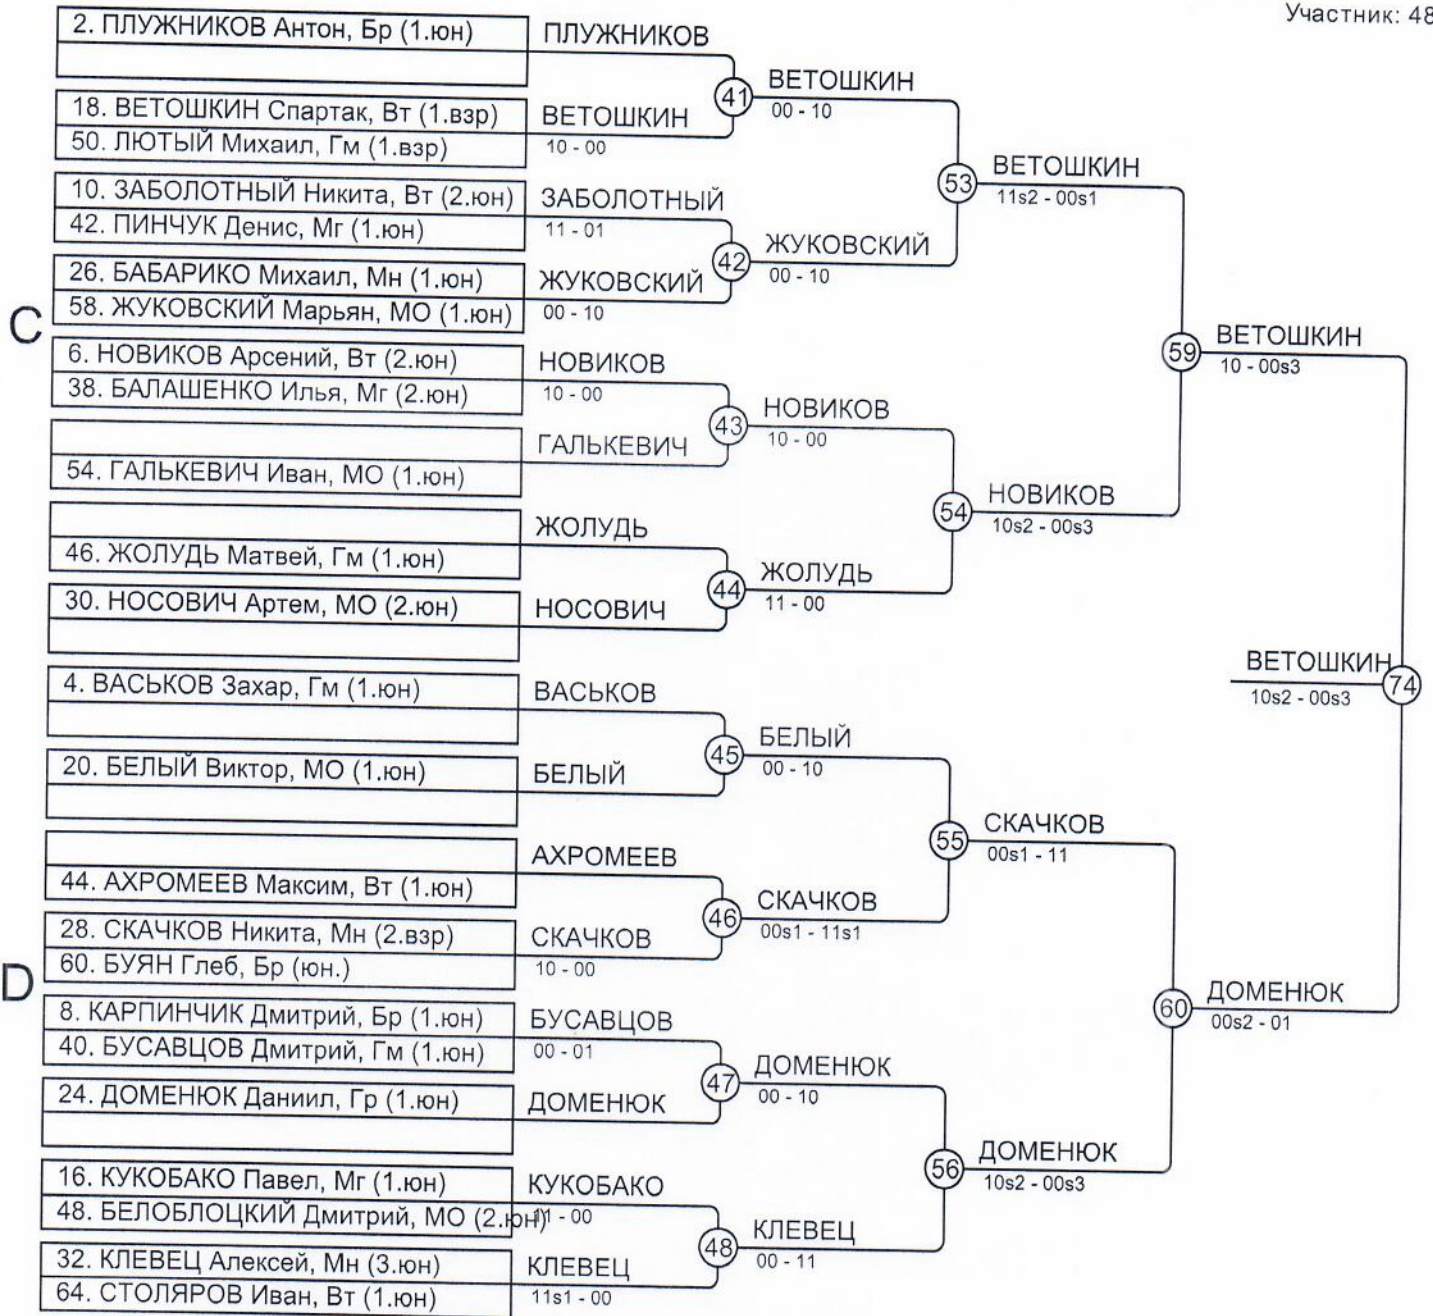 Участник: 48
2. ПЛУЖНИКОВ Антон, Бр (1.юн)
ПЛУЖНИКОВ
41
ВЕТОШКИН
00 - 10
18. ВЕТОШКИН Спартак, Вт (1.взр)
50. ЛЮТЫЙ Михаил, Гм (1.взр)
ВЕТОШКИН
10 - 00
53
ВЕТОШКИН
11s2 - 00s1
10. ЗАБОЛОТНЫЙ Никита, Вт (2.юн)
42. ПИНЧУК Денис, Мг (1.юн)
ЗАБОЛОТНЫЙ
11 - 01
42
ЖУКОВСКИЙ
00 - 10
26. БАБАРИКО Михаил, Мн (1.юн)
58. ЖУКОВСКИЙ Марьян, МО (1.юн)
ЖУКОВСКИЙ
00 - 10
C
59
ВЕТОШКИН
10 - 00s3
6. НОВИКОВ Арсений, Вт (2.юн)
38. БАЛАШЕНКО Илья, Мг (2.юн)
НОВИКОВ
10 - 00
43
НОВИКОВ
10 - 00
54. ГАЛЬКЕВИЧ Иван, МО (1.юн)
ГАЛЬКЕВИЧ
54
НОВИКОВ
10s2 - 00s3
46. ЖОЛУДЬ Матвей, Гм (1.юн)
ЖОЛУДЬ
44
ЖОЛУДЬ
11 - 00
30. НОСОВИЧ Артем, МО (2.юн)
НОСОВИЧ
ВЕТОШКИН
10s2 - 00s3
74
4. ВАСЬКОВ Захар, Гм (1.юн)
ВАСЬКОВ
45
БЕЛЫЙ
00 - 10
20. БЕЛЫЙ Виктор, МО (1.юн)
БЕЛЫЙ
55
СКАЧКОВ
00s1 - 11
44. АХРОМЕЕВ Максим, Вт (1.юн)
АХРОМЕЕВ
46
СКАЧКОВ
00s1 - 11s1
28. СКАЧКОВ Никита, Мн (2.взр)
60. БУЯН Глеб, Бр (юн.)
СКАЧКОВ
10 - 00
D
60
ДОМЕНЮК
00s2 - 01
8. КАРПИНЧИК Дмитрий, Бр (1.юн)
40. БУСАВЦОВ Дмитрий, Гм (1.юн)
БУСАВЦОВ
00 - 01
47
ДОМЕНЮК
00 - 10
24. ДОМЕНЮК Даниил, Гр (1.юн)
ДОМЕНЮК
56
ДОМЕНЮК
10s2 - 00s3
16. КУКОБАКО Павел, Мг (1.юн)
48. БЕЛОБЛОЦКИЙ Дмитрий, МО (2.юн)
КУКОБАКО
11 - 00
48
КЛЕВЕЦ
00 - 11
32. КЛЕВЕЦ Алексей, Мн (3.юн)
64. СТОЛЯРОВ Иван, Вт (1.юн)
КЛЕВЕЦ
11s1 - 00